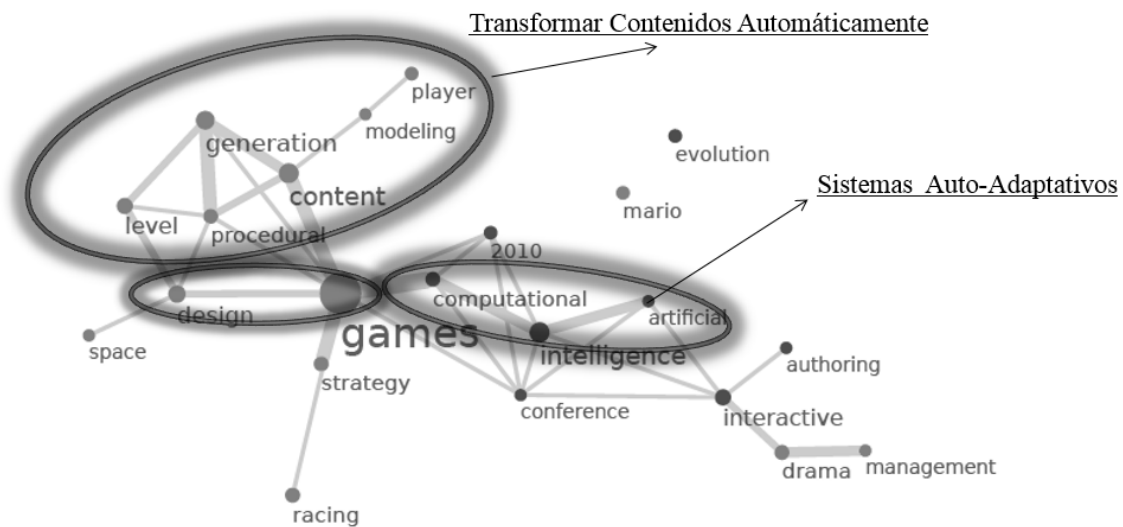 Transformar Contenidos Automáticamente
player
modeling
generation
evolution
content
Sistemas Auto-Adaptativos
mario
level
procedural
2010
computational
design
artificial
games
space
intelligence
authoring
strategy
conference
interactive
drama
management
racing